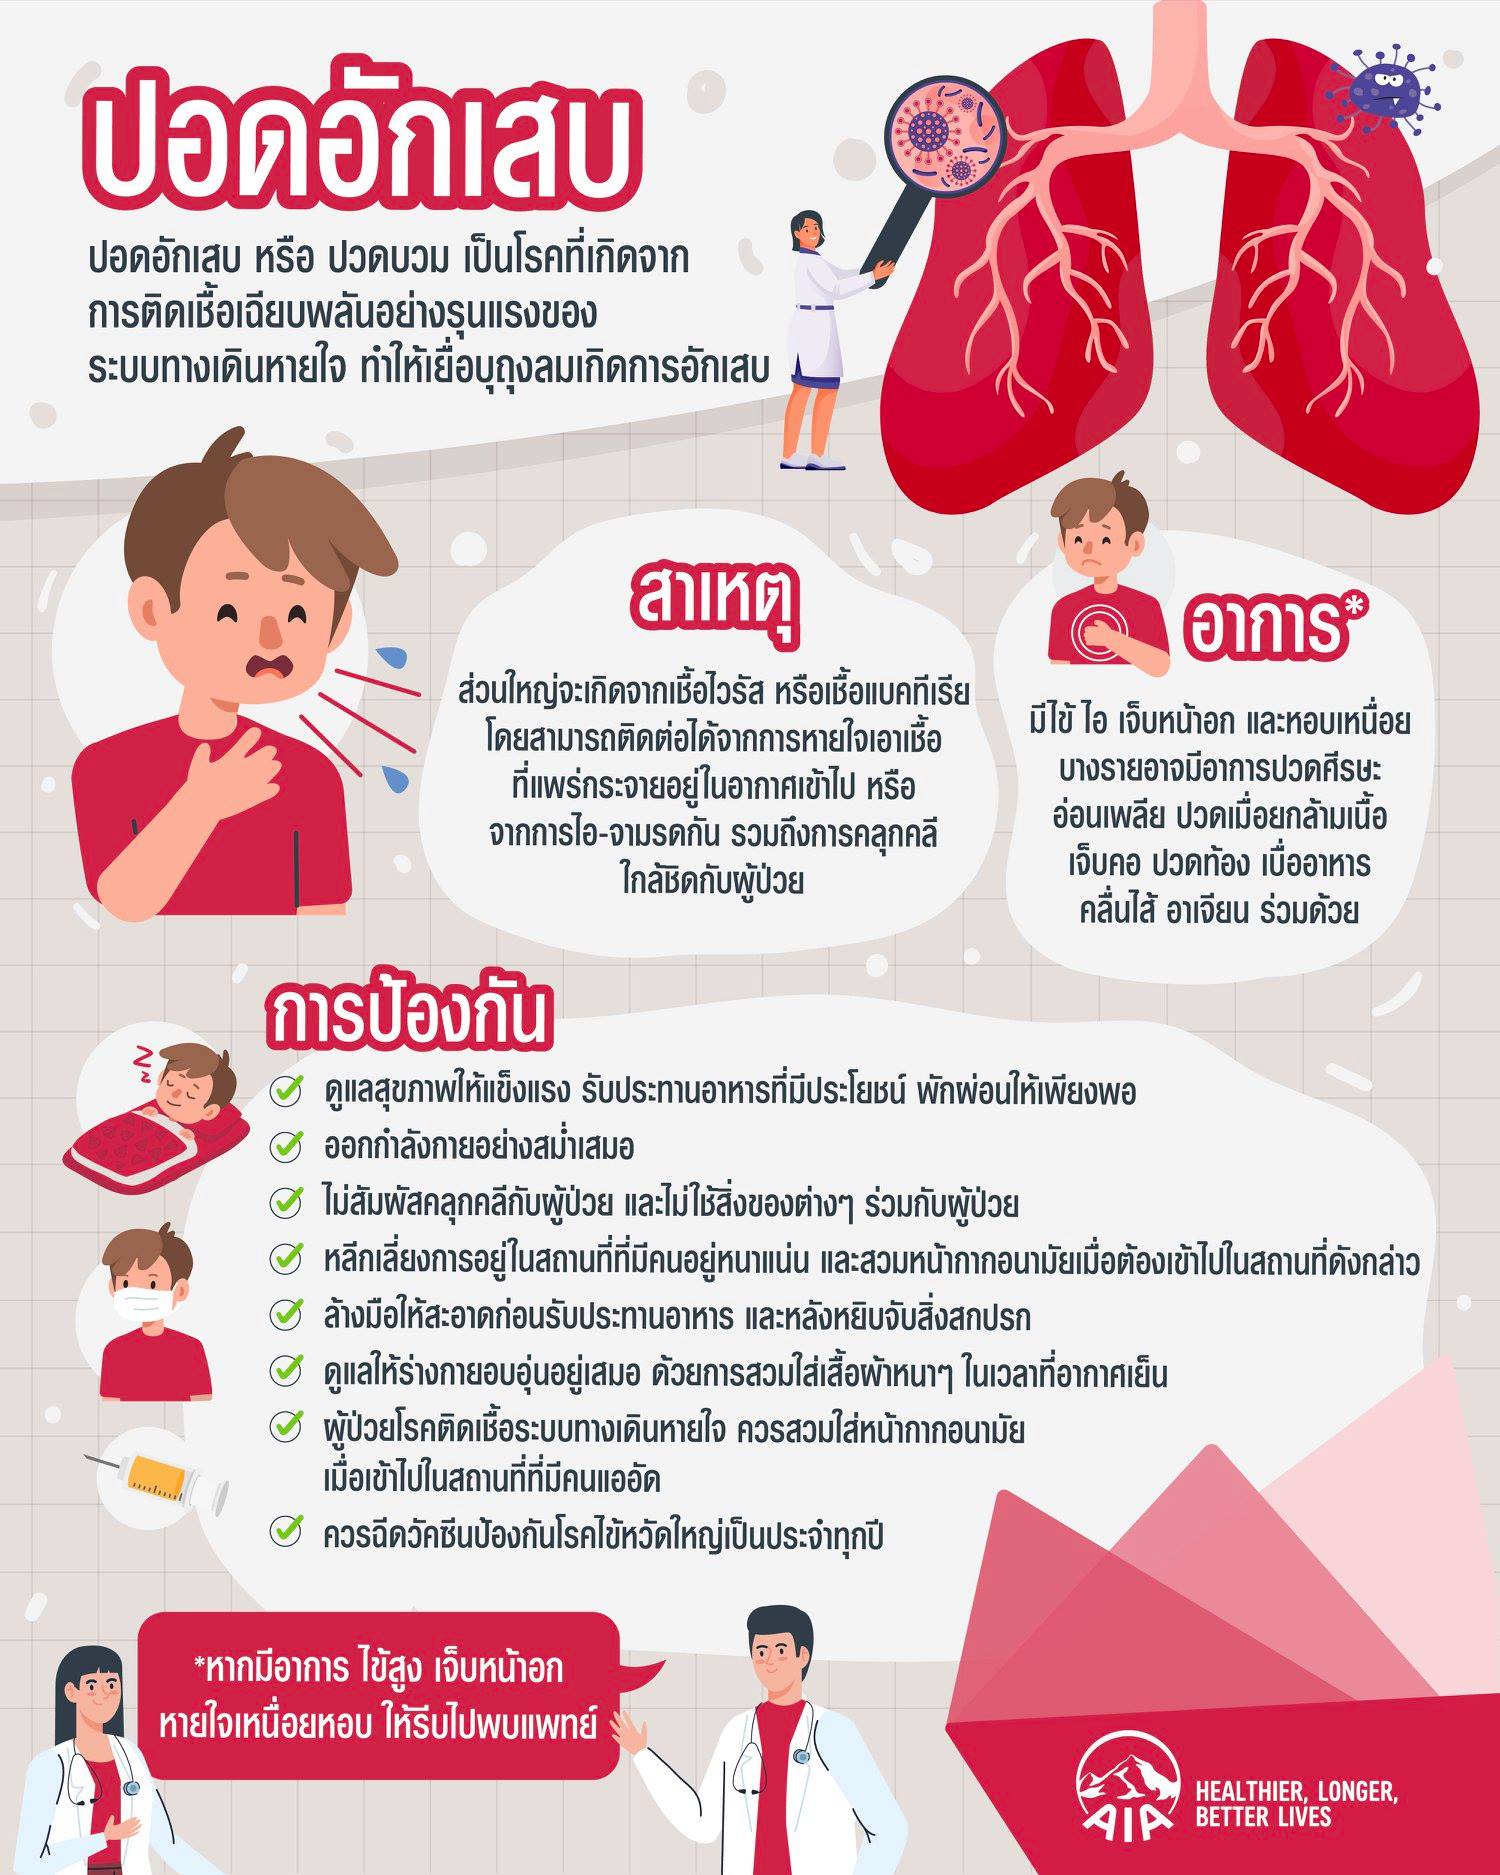 ปอดอักเสบ
ปอดอักเสบ หรือ ปวดบวม เป็นโรคที่เกิดจาก
การติดเชื้อเฉียบพลันอย่างรุนแรงของ
ระบบทางเดินหายใจ ทำให้เยื่อบุถุงลมเกิดการอักเสบ
สาเหตุ
ส่วนใหญ่จะเกิดจากเชื้อไวรัส หรือเชื้อแบคทีเรีย
โดยสามารถติดต่อได้จากการหายใจเอาเชื้อ
ที่แพร่กระจายอยู่ในอากาศเข้าไป หรือ
จากการไอ-จามรดกัน รวมถึงการคลุกคลี
ใกล้ชิดกับผู้ป่วย
อาการ*
มีไข้ ไอ เจ็บหน้าอก และหอบเหนื่อย
บางรายอาจมีอาการปวดศีรษะ
อ่อนเพลีย ปวดเมื่อยกล้ามเนื้อ
เจ็บคอ ปวดท้อง เบื่ออาหาร
คลื่นไส้ อาเจียน ร่วมด้วย
การป้องกัน
z z z
ดูแลสุขภาพให้แข็งแรง รับประทานอาหารที่มีประโยชน์ พักผ่อนให้เพียงพอ
ออกกำลังกายอย่างสม่ำเสมอ
ไม่สัมผัสคลุกคลีกับผู้ป่วย และไม่ใช้สิ่งของต่างๆ ร่วมกับผู้ป่วย
หลีกเลี่ยงการอยู่ในสถานที่ที่มีคนอยู่หนาแน่น และสวมหน้ากากอนามัยเมื่อต้องเข้าไปในสถานที่ดังกล่าว
ล้างมือให้สะอาดก่อนรับประทานอาหาร และหลังหยิบจับสิ่งสกปรก
ดูแลให้ร่างกายอบอุ่นอยู่เสมอ ด้วยการสวมใส่เสื้อผ้าหนาๆ ในเวลาที่อากาศเย็น
ผู้ป่วยโรคติดเชื้อระบบทางเดินหายใจ ควรสวมใส่หน้ากากอนามัย
เมื่อเข้าไปในสถานที่ที่มีคนแออัด
ควรฉีดวัคซีนป้องกันโรคไข้หวัดใหญ่เป็นประจำทุกปี
*หากมีอาการ ไข้สูง เจ็บหน้าอก
หายใจเหนื่อยหอบ ให้รีบไปพบแพทย์
AIA
HEALTHIER, LONGER,
BETTER LIVES